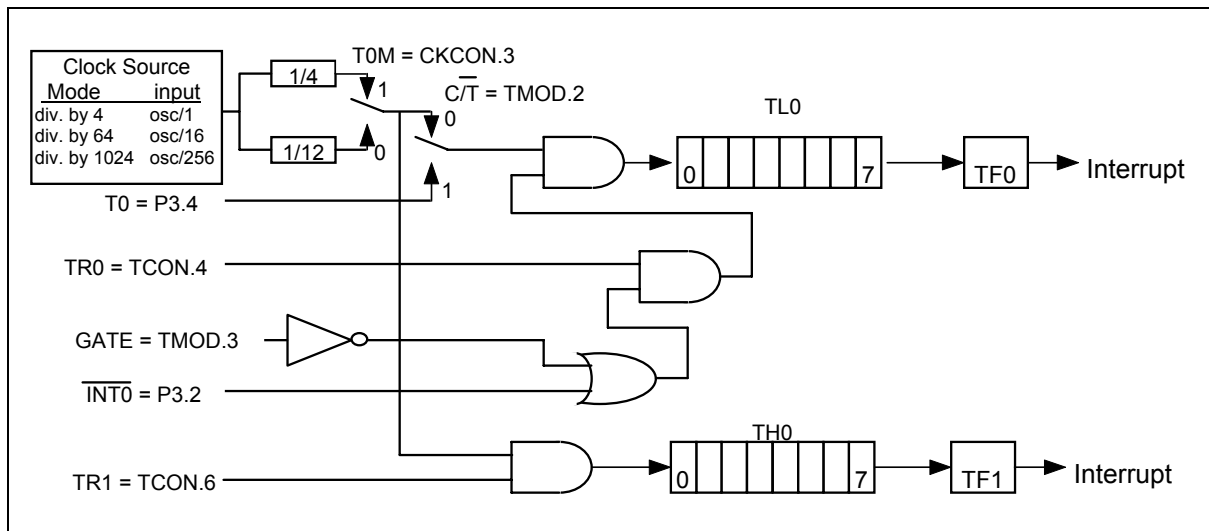 Clock Source
Mode input
div. by 4 osc/1
div. by 64 osc/16
div. by 1024 osc/256
1/4
1/12
T0M = CKCON.3
1
0
C/T̅ = TMOD.2
0
1
T0 = P3.4
TL0
0 7
TF0
Interrupt
TR0 = TCON.4
GATE = TMOD.3
I̅N̅T̅0̅ = P3.2
TR1 = TCON.6
TH0
0 7
TF1
Interrupt